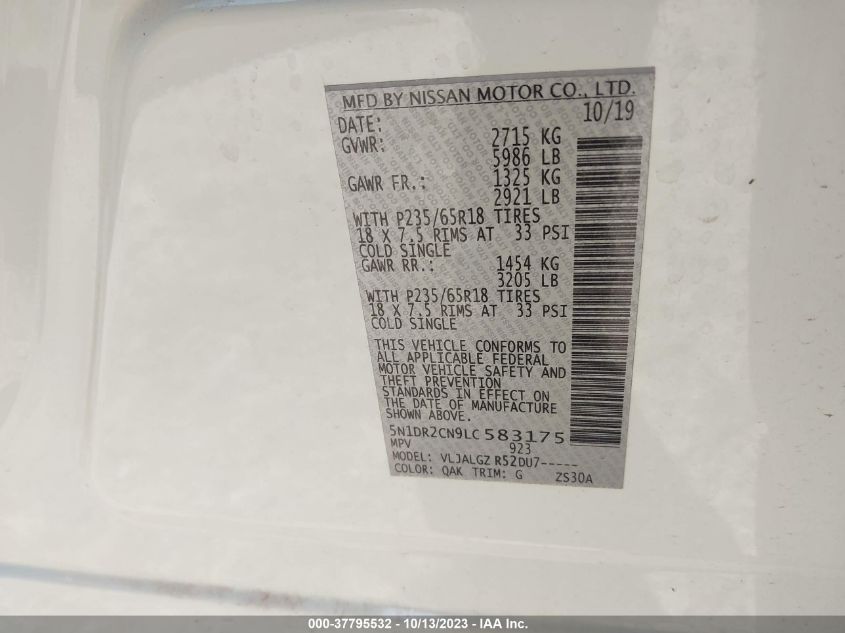 MFD BY NISSAN MOTOR CO., LTD.
DATE: 10/19
GVWR: 2715 KG
5986 LB
GAWR FR.: 1325 KG
2921 LB
WITH P235/65R18 TIRES
18 X 7.5 RIMS AT 33 PSI
COLD SINGLE
GAWR RR.: 1454 KG
3205 LB
WITH P235/65R18 TIRES
18 X 7.5 RIMS AT 33 PSI
COLD SINGLE
THIS VEHICLE CONFORMS TO
ALL APPLICABLE FEDERAL
MOTOR VEHICLE SAFETY AND
THEFT PREVENTION
STANDARDS IN EFFECT ON
THE DATE OF MANUFACTURE
SHOWN ABOVE.
5N1DR2CN9LC583175
MPV 923
MODEL: VLJALGZ R52DU7-----
COLOR: QAK TRIM: G ZS30A
000-37795532 - 10/13/2023 - IAA Inc.